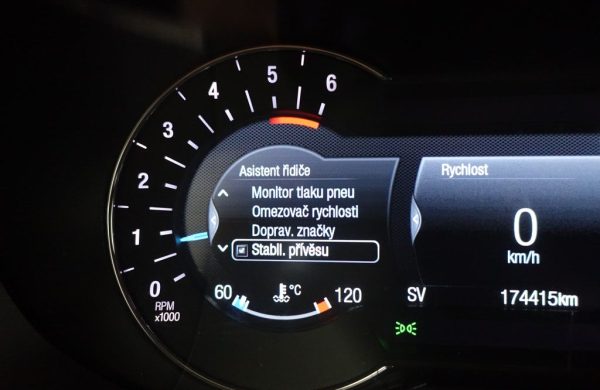 6
5
4
3
2
1
0
RPM
x1000
Asistent řidiče
Monitor tlaku pneu
Omezovač rychlosti
Doprav. značky
Stabil. přívěsu
60 °C 120
Rychlost
0
km/h
SV 174415km